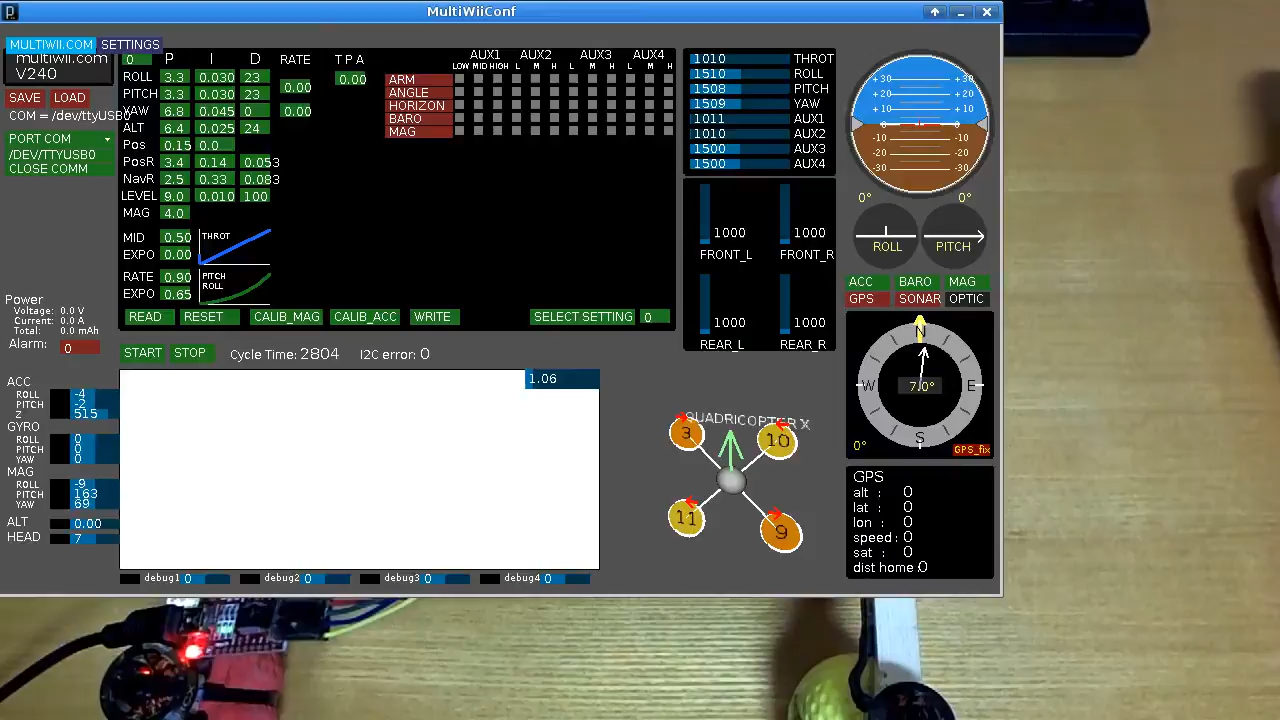 MultiWiiConf
MULTIWII.COM SETTINGS
multiwii.com
V240
SAVE LOAD
COM = /dev/ttyUSB0
PORT COM
/DEV/TTYUSB0
CLOSE COMM
0 P I D RATE T P A
ROLL 3.3 0.030 23 0.00 0.00
PITCH 3.3 0.030 23
YAW 6.8 0.045 0 0.00
ALT 6.4 0.025 24
Pos 0.15 0.0
PosR 3.4 0.14 0.053
NavR 2.5 0.33 0.083
LEVEL 9.0 0.010 100
MAG 4.0
MID 0.50
EXPO 0.00
THROT
RATE 0.90
EXPO 0.65
PITCH
ROLL
AUX1 AUX2 AUX3 AUX4
LOW MID HIGH L M H L M H L M H
ARM
ANGLE
HORIZON
BARO
MAG
READ RESET CALIB_MAG CALIB_ACC WRITE SELECT SETTING 0
1010 THROT
1510 ROLL
1508 PITCH
1509 YAW
1011 AUX1
1010 AUX2
1500 AUX3
1500 AUX4
1000 1000
FRONT_L FRONT_R
1000 1000
REAR_L REAR_R
+30 +30
+20 +20
+10 +10
0 0
-10 -10
-20 -20
-30 -30
0° 0°
ROLL PITCH
ACC BARO MAG
GPS SONAR OPTIC
N
W 7.0° E
S
0° GPS_fix
GPS
alt : 0
lat : 0
lon : 0
speed : 0
sat : 0
dist home : 0
Power
Voltage: 0.0 V
Current: 0.0 A
Total: 0.0 mAh
Alarm: 0
START STOP Cycle Time: 2804 I2C error: 0
1.06
ACC
ROLL -4
PITCH -2
Z 515
GYRO
ROLL 0
PITCH 0
YAW 0
MAG
ROLL -9
PITCH 163
YAW 69
ALT 0.00
HEAD 7
debug1 0 debug2 0 debug3 0 debug4 0
QUADRICOPTER X
3 10
11 9